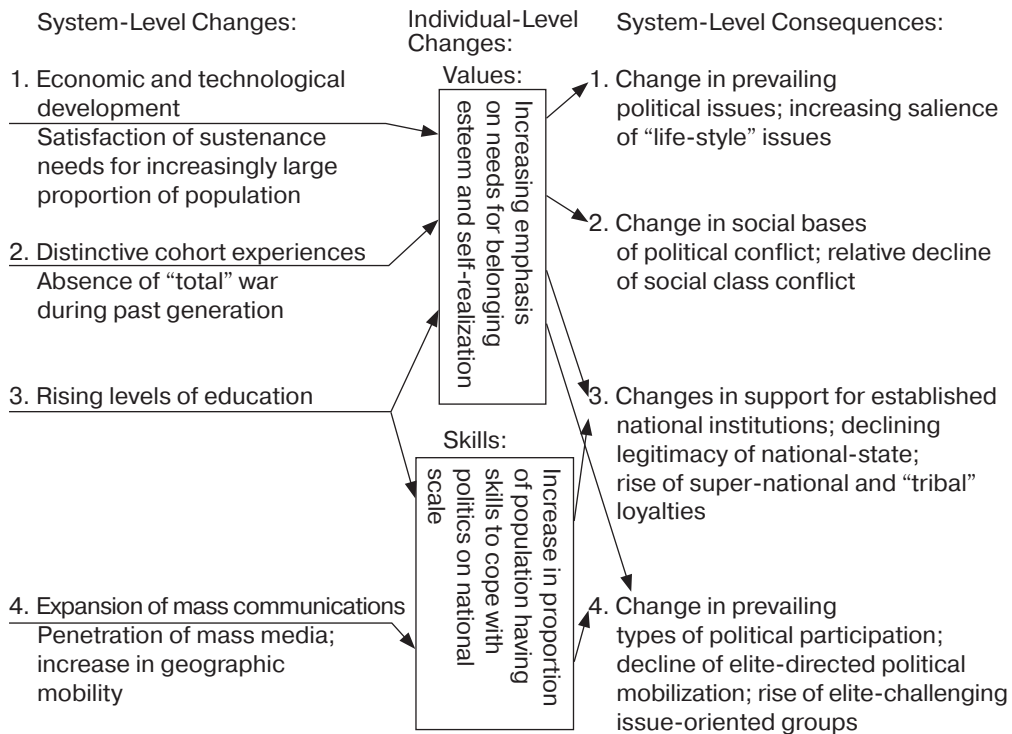 System-Level Changes:
1. Economic and technological
development
Satisfaction of sustenance
needs for increasingly large
proportion of population
2. Distinctive cohort experiences
Absence of “total” war
during past generation
3. Rising levels of education
4. Expansion of mass communications
Penetration of mass media;
increase in geographic
mobility
Individual-Level
Changes:
Values:
Increasing emphasis
on needs for belonging
esteem and self-realization
Skills:
Increase in proportion
of population having
skills to cope with
politics on national
scale
System-Level Consequences:
1. Change in prevailing
political issues; increasing salience
of “life-style” issues
2. Change in social bases
of political conflict; relative decline
of social class conflict
3. Changes in support for established
national institutions; declining
legitimacy of national-state;
rise of super-national and “tribal”
loyalties
4. Change in prevailing
types of political participation;
decline of elite-directed political
mobilization; rise of elite-challenging
issue-oriented groups